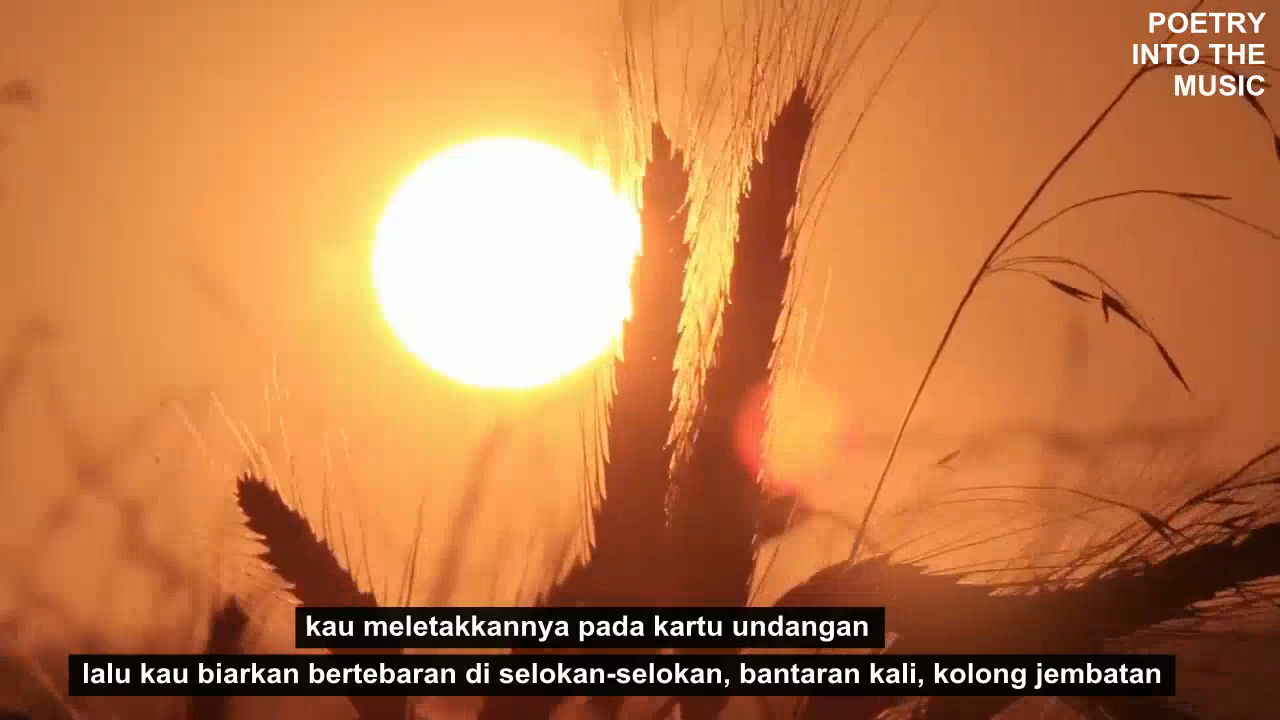 POETRY
INTO THE
MUSIC
kau meletakkannya pada kartu undangan
lalu kau biarkan bertebaran di selokan-selokan, bantaran kali, kolong jembatan